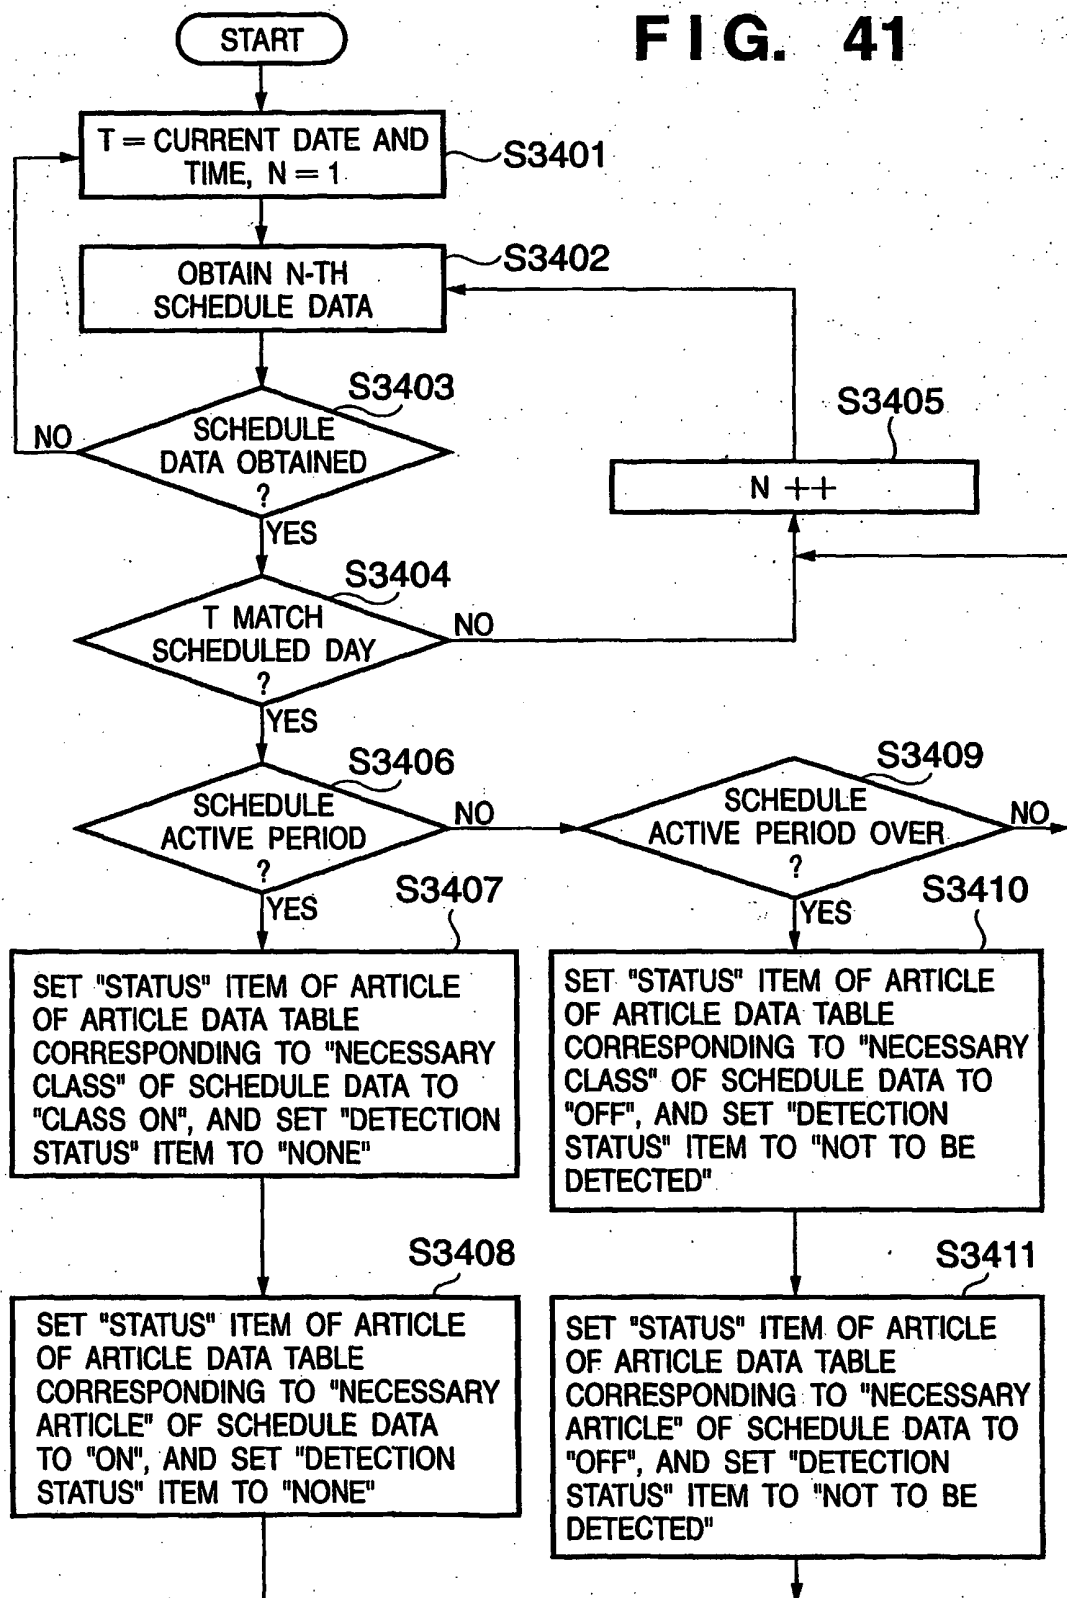 FIG. 41
START
T = CURRENT DATE AND
TIME, N = 1
S3401
OBTAIN N-TH
SCHEDULE DATA
S3402
S3403
SCHEDULE
DATA OBTAINED
?
NO
YES
S3405
N ++
S3404
T MATCH
SCHEDULED DAY
?
NO
YES
S3406
SCHEDULE
ACTIVE PERIOD
?
NO
YES
S3409
SCHEDULE
ACTIVE PERIOD OVER
?
NO
YES
S3407
SET "STATUS" ITEM OF ARTICLE
OF ARTICLE DATA TABLE
CORRESPONDING TO "NECESSARY
CLASS" OF SCHEDULE DATA TO
"CLASS ON", AND SET "DETECTION
STATUS" ITEM TO "NONE"
S3410
SET "STATUS" ITEM OF ARTICLE
OF ARTICLE DATA TABLE
CORRESPONDING TO "NECESSARY
CLASS" OF SCHEDULE DATA TO
"OFF", AND SET "DETECTION
STATUS" ITEM TO "NOT TO BE
DETECTED"
S3408
SET "STATUS" ITEM OF ARTICLE
OF ARTICLE DATA TABLE
CORRESPONDING TO "NECESSARY
ARTICLE" OF SCHEDULE DATA
TO "ON", AND SET "DETECTION
STATUS" ITEM TO "NONE"
S3411
SET "STATUS" ITEM OF ARTICLE
OF ARTICLE DATA TABLE
CORRESPONDING TO "NECESSARY
ARTICLE" OF SCHEDULE DATA TO
"OFF", AND SET "DETECTION
STATUS" ITEM TO "NOT TO BE
DETECTED"